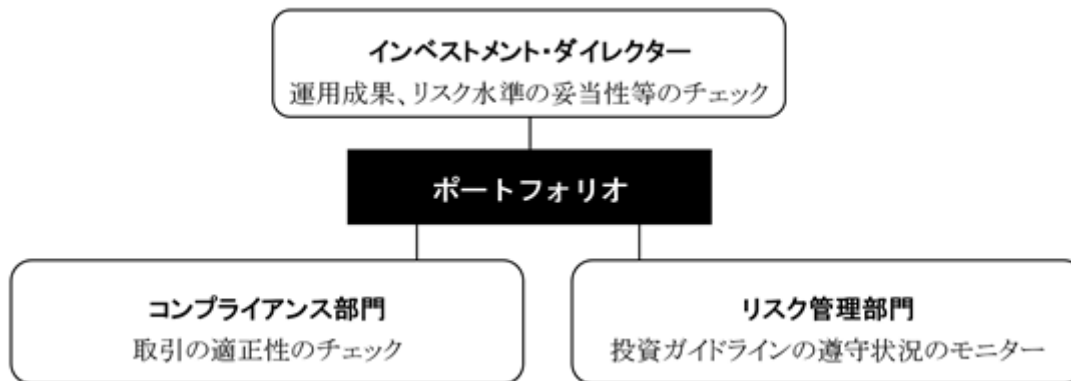 インベストメント・ダイレクター
運用成果、リスク水準の妥当性等のチェック
ポートフォリオ
コンプライアンス部門
取引の適正性のチェック
リスク管理部門
投資ガイドラインの遵守状況のモニター